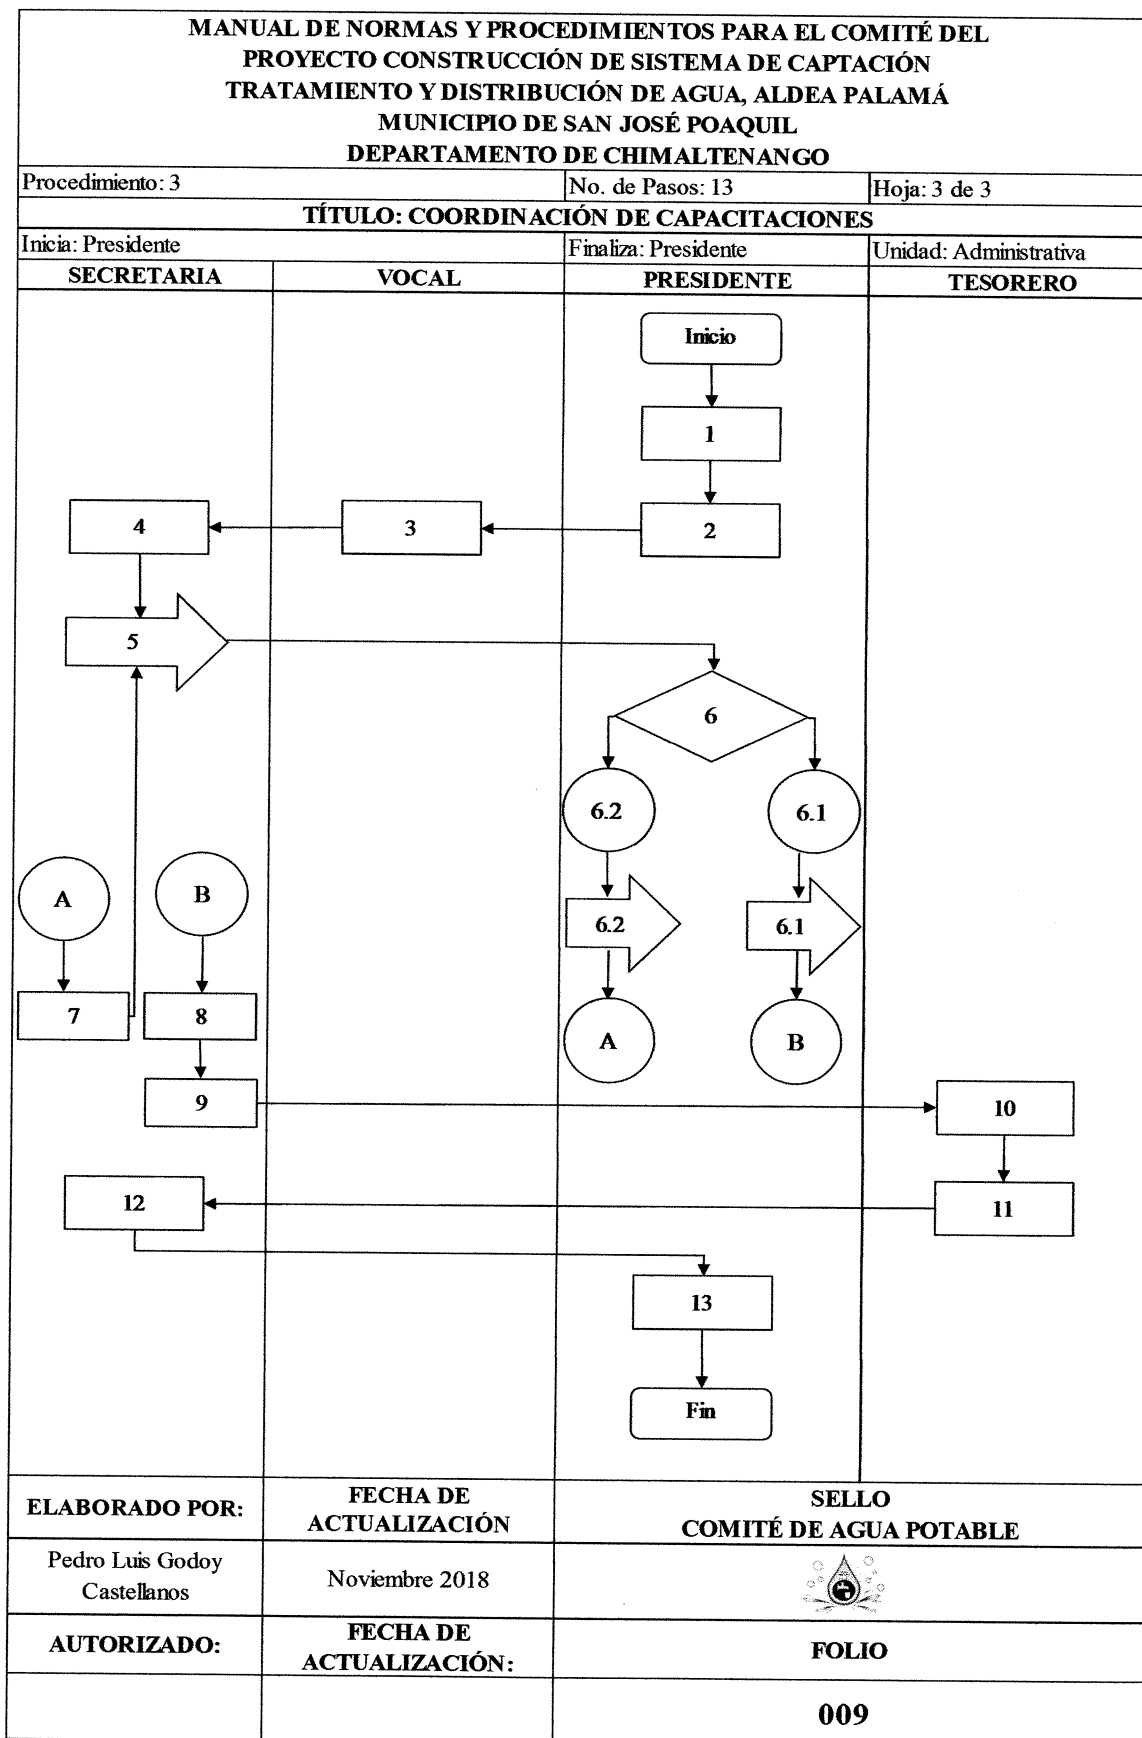 MANUAL DE NORMAS Y PROCEDIMIENTOS PARA EL COMITÉ DEL
PROYECTO CONSTRUCCIÓN DE SISTEMA DE CAPTACIÓN
TRATAMIENTO Y DISTRIBUCIÓN DE AGUA, ALDEA PALAMÁ
MUNICIPIO DE SAN JOSÉ POAQUIL
DEPARTAMENTO DE CHIMALTENANGO
Procedimiento: 3 No. de Pasos: 13 Hoja: 3 de 3
TÍTULO: COORDINACIÓN DE CAPACITACIONES
Inicia: Presidente Finaliza: Presidente Unidad: Administrativa
SECRETARIA VOCAL PRESIDENTE TESORERO
Inicio
1
4 3 2
5
6
6.2 6.1
A B
6.2 6.1
7 8
A B
9 10
12 11
13
Fin
ELABORADO POR: FECHA DE ACTUALIZACIÓN SELLO
COMITÉ DE AGUA POTABLE
Pedro Luis Godoy
Castellanos
Noviembre 2018
AUTORIZADO: FECHA DE ACTUALIZACIÓN: FOLIO
009